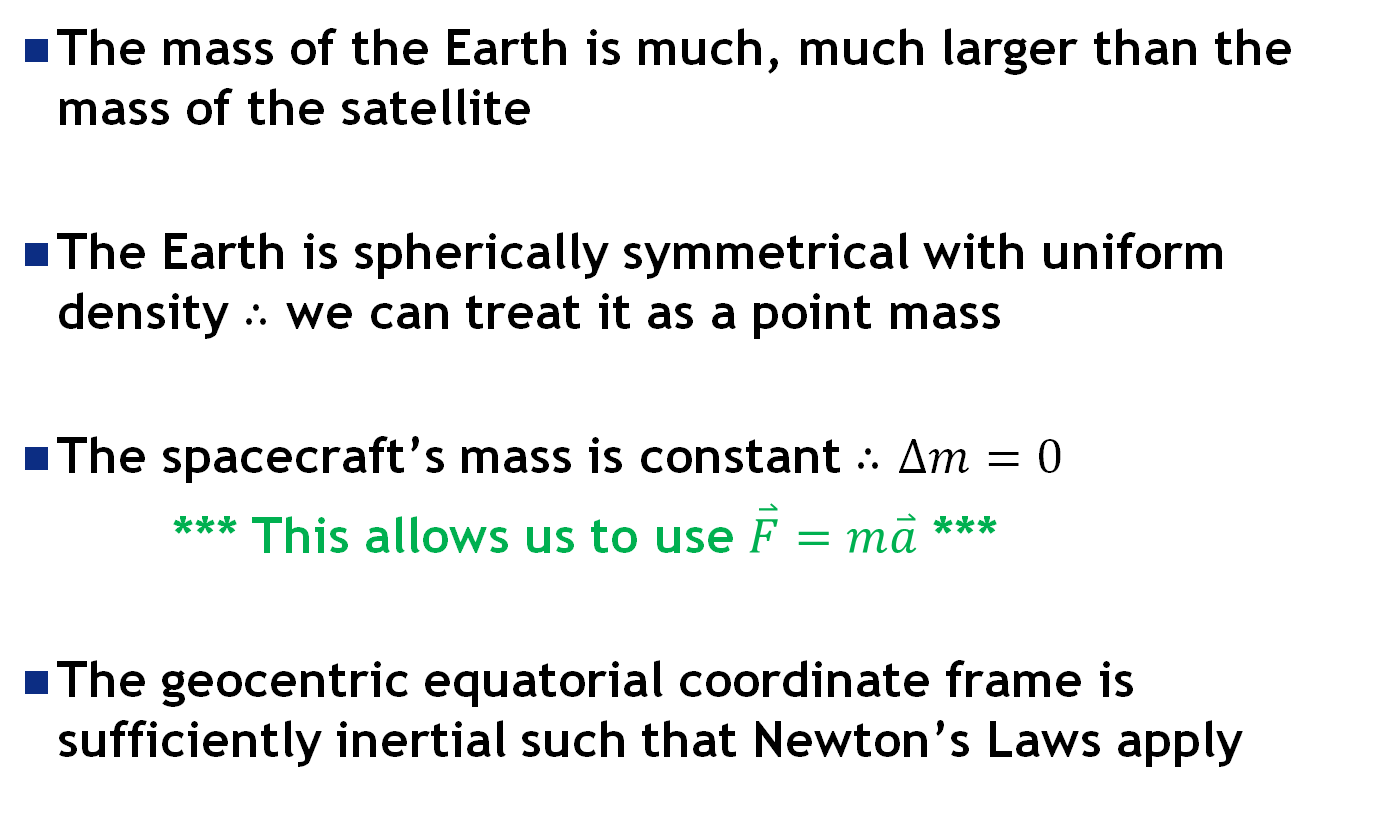 ■ The mass of the Earth is much, much larger than the
mass of the satellite
■ The Earth is spherically symmetrical with uniform
density ∴ we can treat it as a point mass
■ The spacecraft’s mass is constant ∴ Δ𝑚 = 0
*** This allows us to use 𝐹⃑ = 𝑚𝑎⃑ ***
■ The geocentric equatorial coordinate frame is
sufficiently inertial such that Newton’s Laws apply